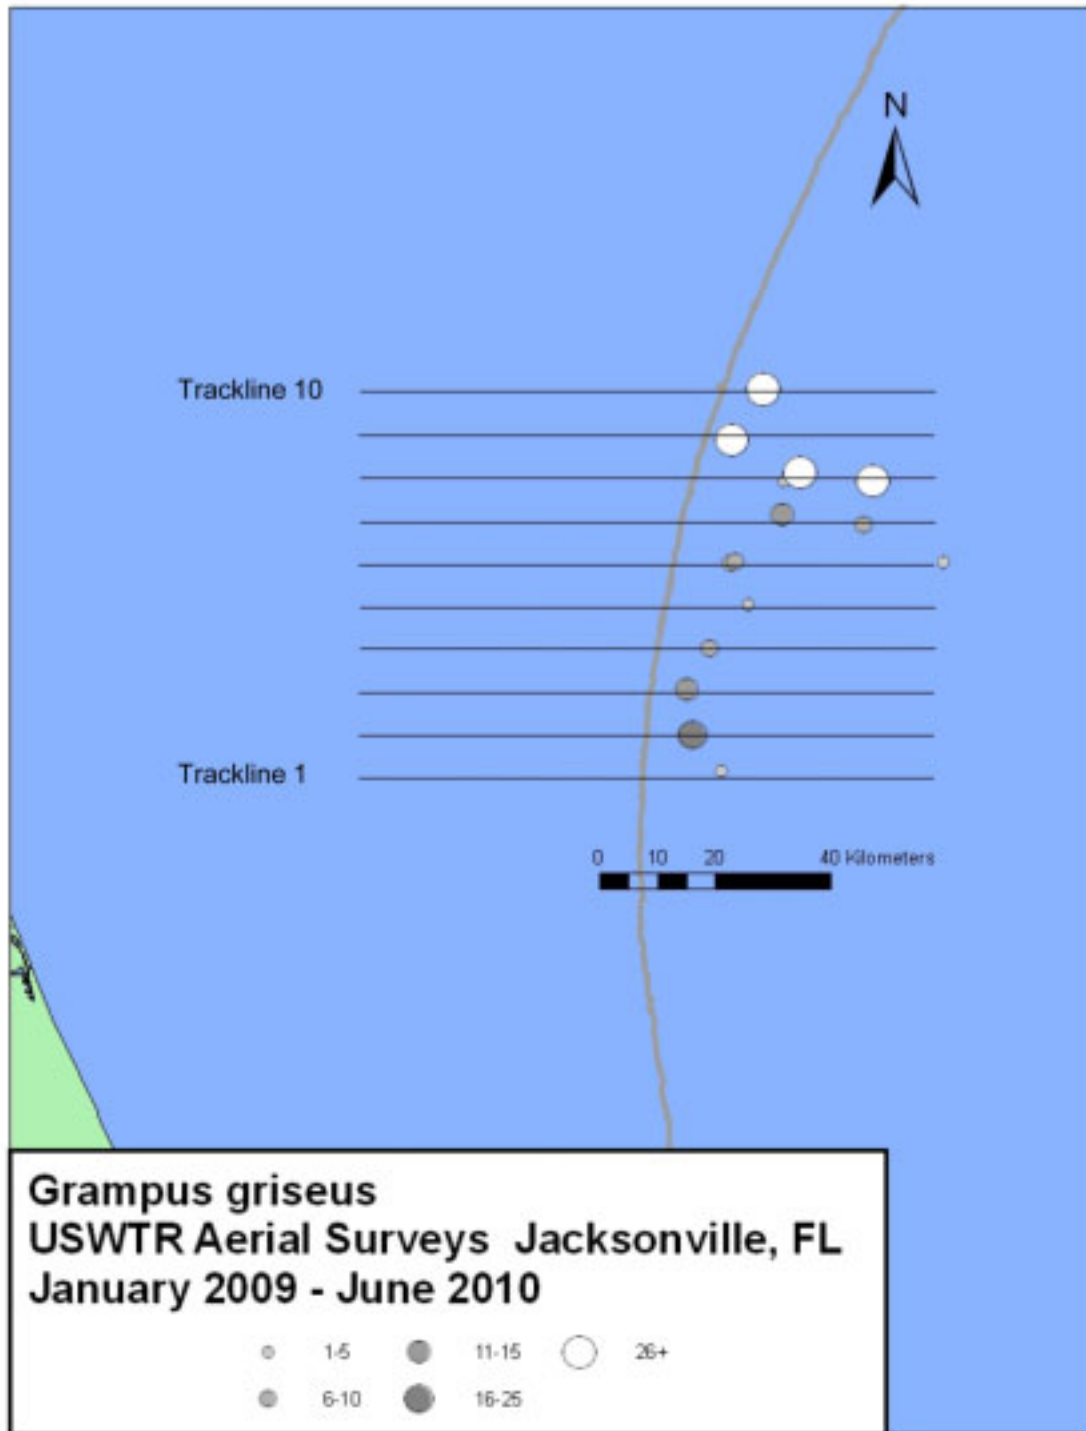 N
Trackline 10
Trackline 1
0 10 20 40 Kilometers
Grampus griseus
USWTR Aerial Surveys Jacksonville, FL
January 2009 - June 2010
1-5 11-15 26+
6-10 16-25